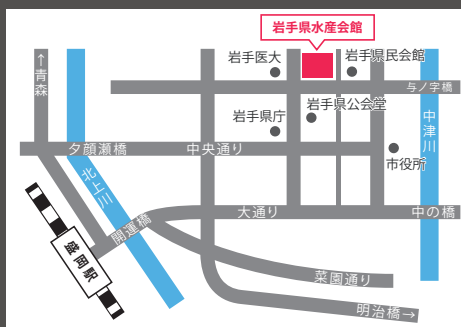 岩手県水産会館
岩手医大
岩手県民会館
↑青森
与ノ字橋
岩手県公会堂
岩手県庁
中津川
夕顔瀬橋
中央通り
市役所
北上川
大通り
中の橋
開運橋
盛岡駅
菜園通り
明治橋→